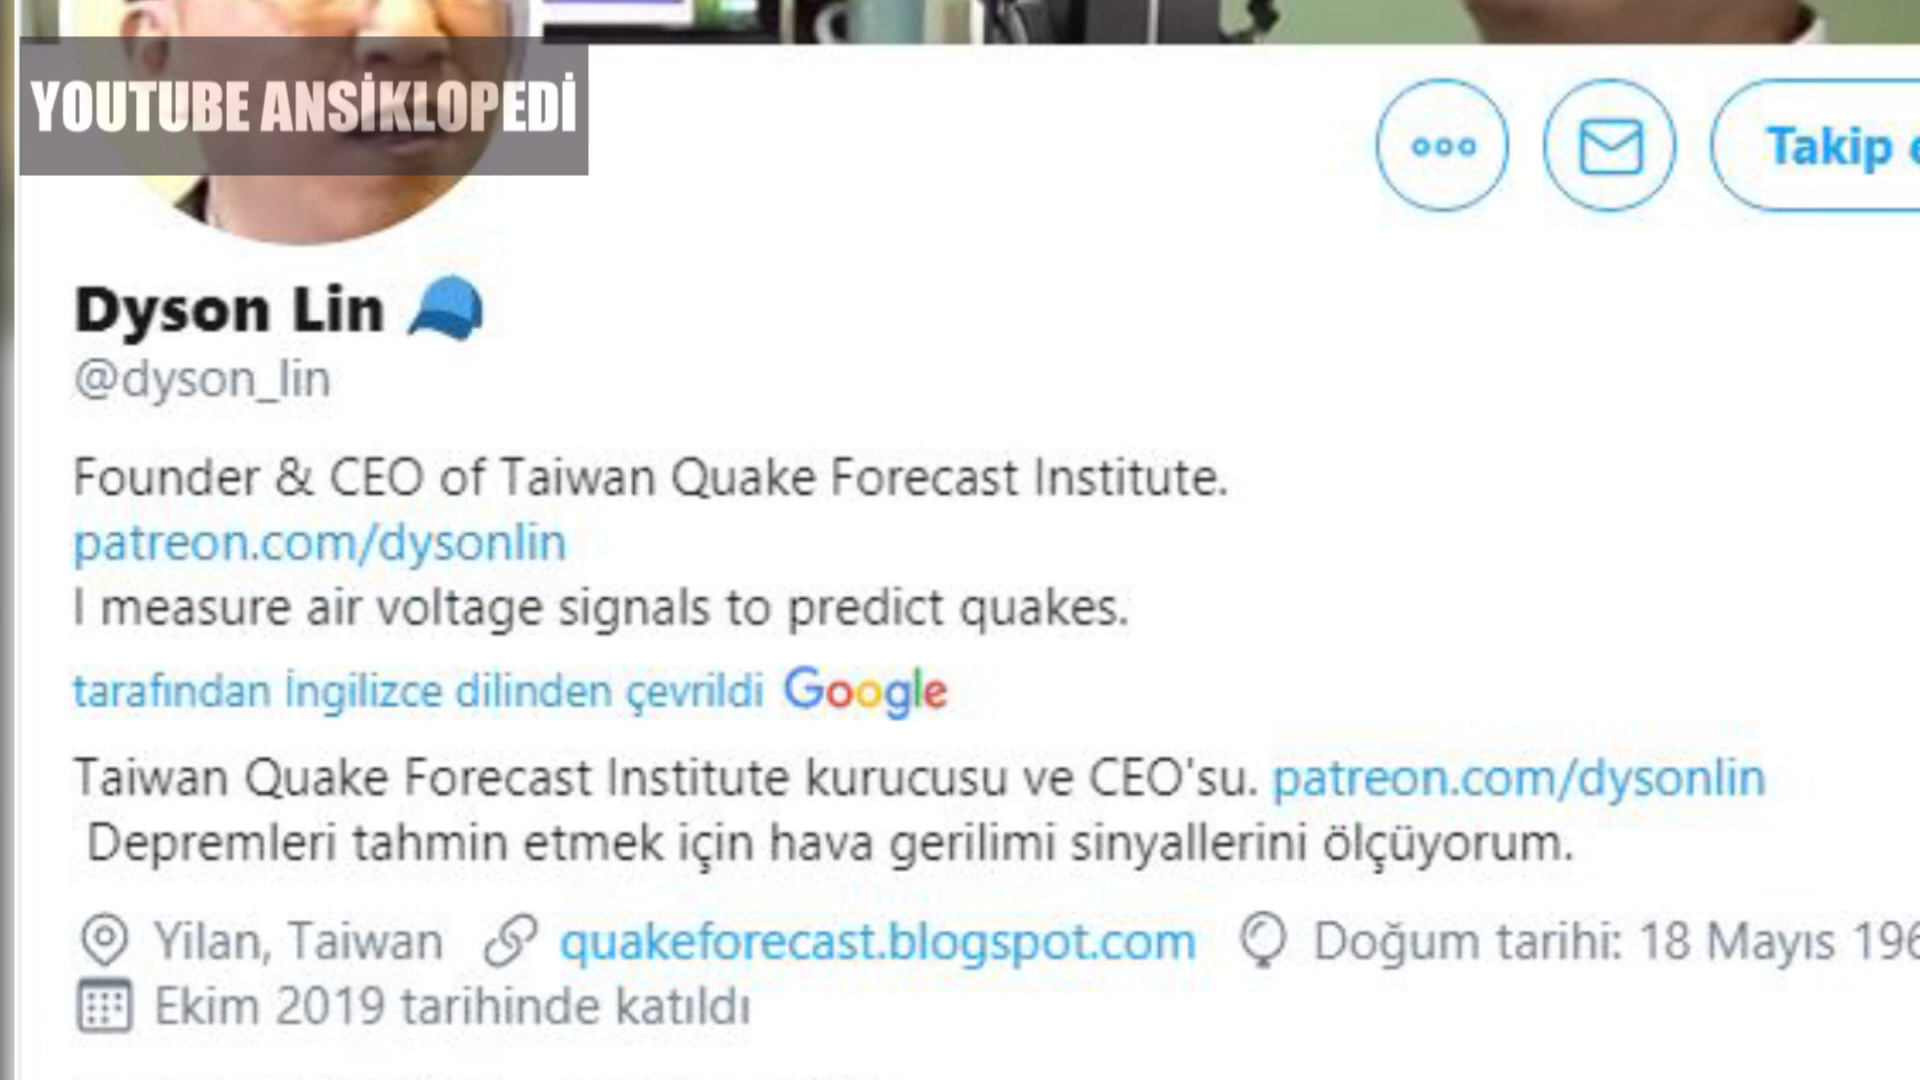 YOUTUBE ANSİKLOPEDİ
Takip
Dyson Lin
@dyson_lin
Founder & CEO of Taiwan Quake Forecast Institute.
patreon.com/dysonlin
I measure air voltage signals to predict quakes.
tarafından İngilizce dilinden çevrildi Google
Taiwan Quake Forecast Institute kurucusu ve CEO'su. patreon.com/dysonlin
Depremleri tahmin etmek için hava gerilimi sinyallerini ölçüyorum.
Yilan, Taiwan quakeforecast.blogspot.com Doğum tarihi: 18 Mayıs
Ekim 2019 tarihinde katıldı